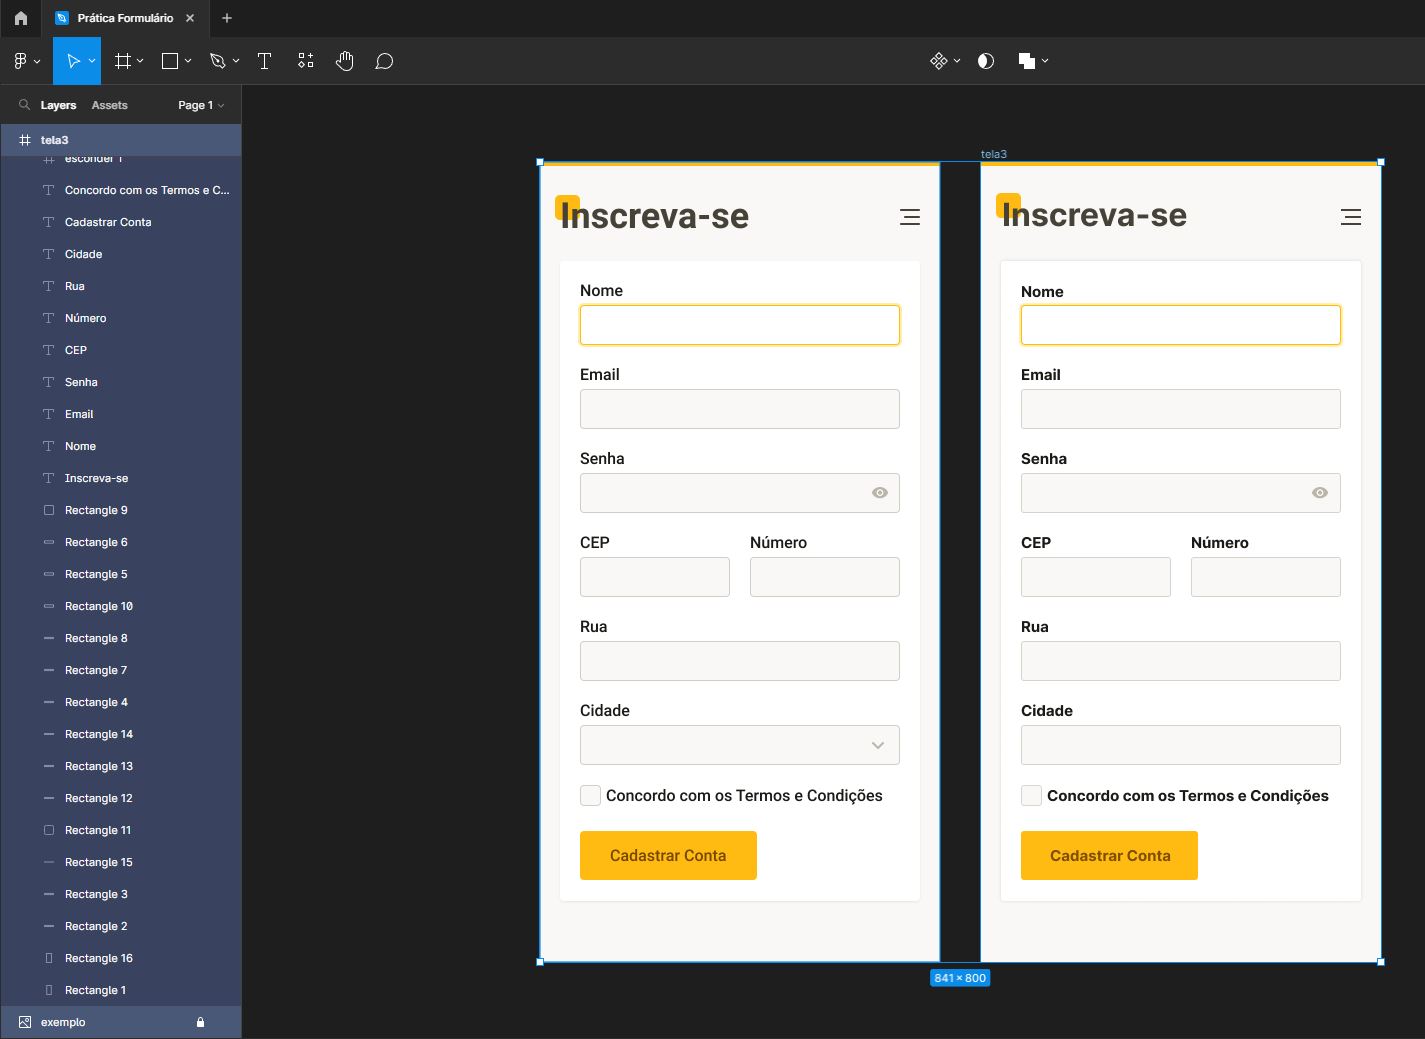 Prática Formulário
Layers
Assets
Page 1
tela3
esconder 1
Concordo com os Termos e C...
Cadastrar Conta
Cidade
Rua
Número
CEP
Senha
Email
Nome
Inscreva-se
Rectangle 9
Rectangle 6
Rectangle 5
Rectangle 10
Rectangle 8
Rectangle 7
Rectangle 4
Rectangle 14
Rectangle 13
Rectangle 12
Rectangle 11
Rectangle 15
Rectangle 3
Rectangle 2
Rectangle 16
Rectangle 1
exemplo
Inscreva-se
Nome
Email
Senha
CEP
Número
Rua
Cidade
Concordo com os Termos e Condições
Cadastrar Conta
tela3
Inscreva-se
Nome
Email
Senha
CEP
Número
Rua
Cidade
Concordo com os Termos e Condições
Cadastrar Conta
841 × 800